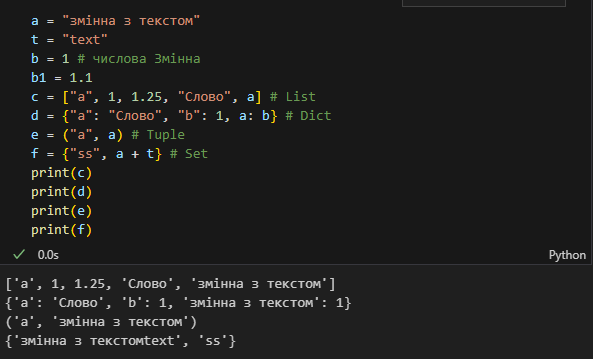 a = "змінна з текстом"
t = "text"
b = 1 # числова Змінна
b1 = 1.1
c = ["a", 1, 1.25, "Слово", a] # List
d = {"a": "Слово", "b": 1, a: b} # Dict
e = ("a", a) # Tuple
f = {"ss", a + t} # Set
print(c)
print(d)
print(e)
print(f)
0.0s Python
['a', 1, 1.25, 'Слово', 'змінна з текстом']
{'a': 'Слово', 'b': 1, 'змінна з текстом': 1}
('a', 'змінна з текстом')
{'змінна з текстомtext', 'ss'}